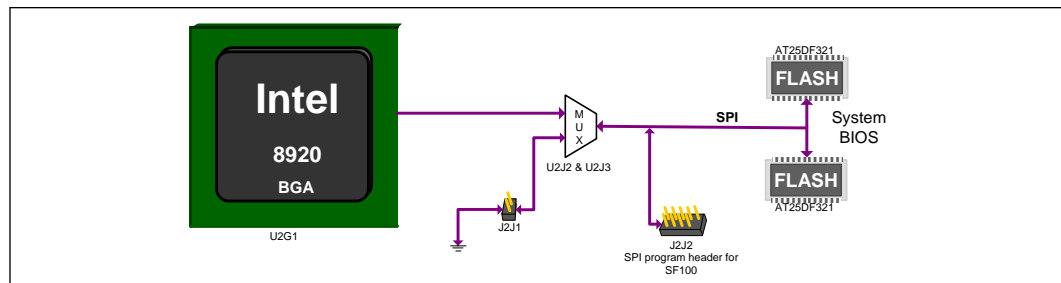 Intel
8920
BGA
U2G1
M
U
X
U2J2 & U2J3
J2J1
SPI
J2J2
SPI program header for
SF100
AT25DF321
FLASH
System
BIOS
FLASH
AT25DF321